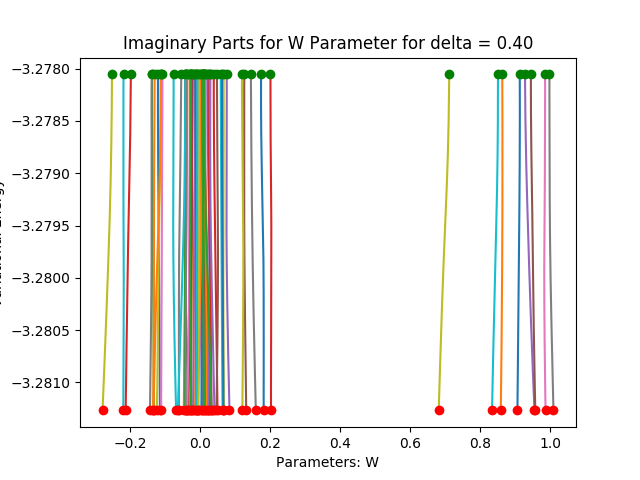 Imaginary Parts for W Parameter for delta = 0.40
−3.2780
−3.2785
−3.2790
−3.2795
−3.2800
−3.2805
−3.2810
−0.2 0.0 0.2 0.4 0.6 0.8 1.0
Parameters: W